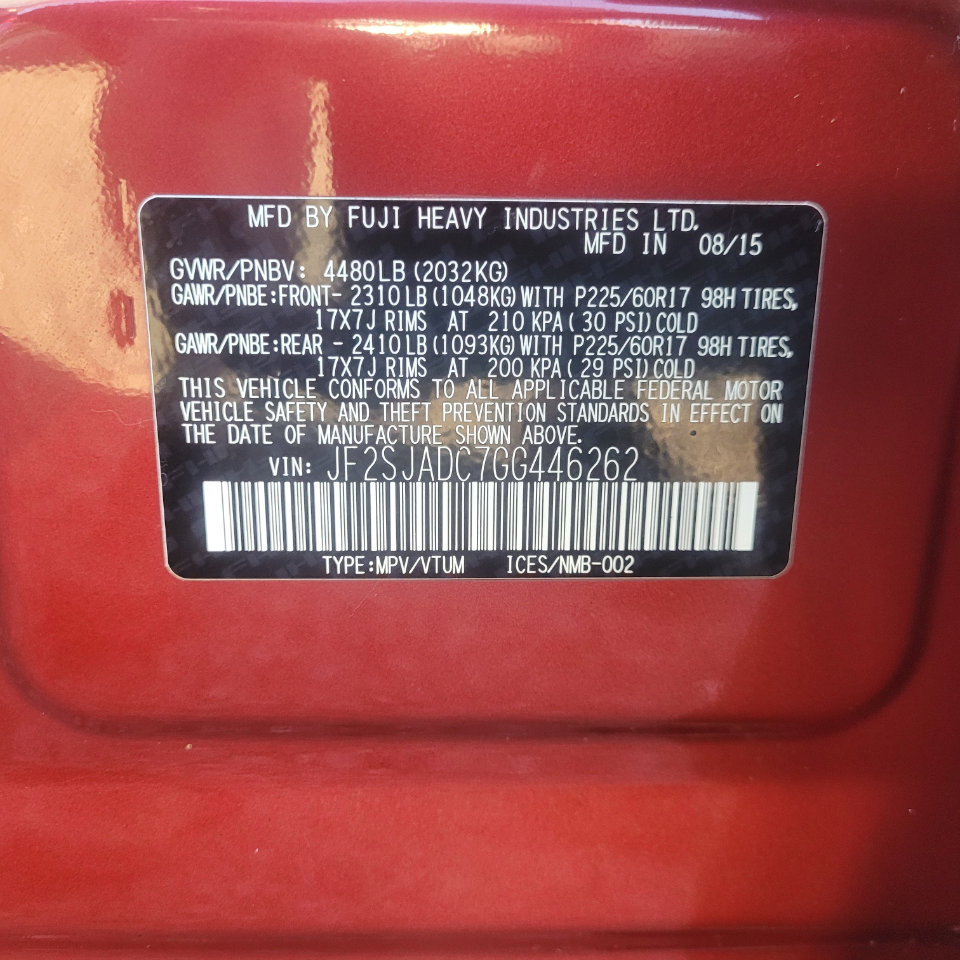 MFD BY FUJI HEAVY INDUSTRIES LTD.
MFD IN 08/15
GVWR/PNBV: 4480LB (2032KG)
GAWR/PNBE:FRONT- 2310LB (1048KG) WITH P225/60R17 98H TIRES,
17X7J RIMS AT 210 KPA (30 PSI) COLD
GAWR/PNBE:REAR - 2410LB (1093KG) WITH P225/60R17 98H TIRES,
17X7J RIMS AT 200 KPA (29 PSI) COLD
THIS VEHICLE CONFORMS TO ALL APPLICABLE FEDERAL MOTOR
VEHICLE SAFETY AND THEFT PREVENTION STANDARDS IN EFFECT ON
THE DATE OF MANUFACTURE SHOWN ABOVE.
VIN: JF2SJADC7GG446262
TYPE:MPV/VTUM ICES/NMB-002